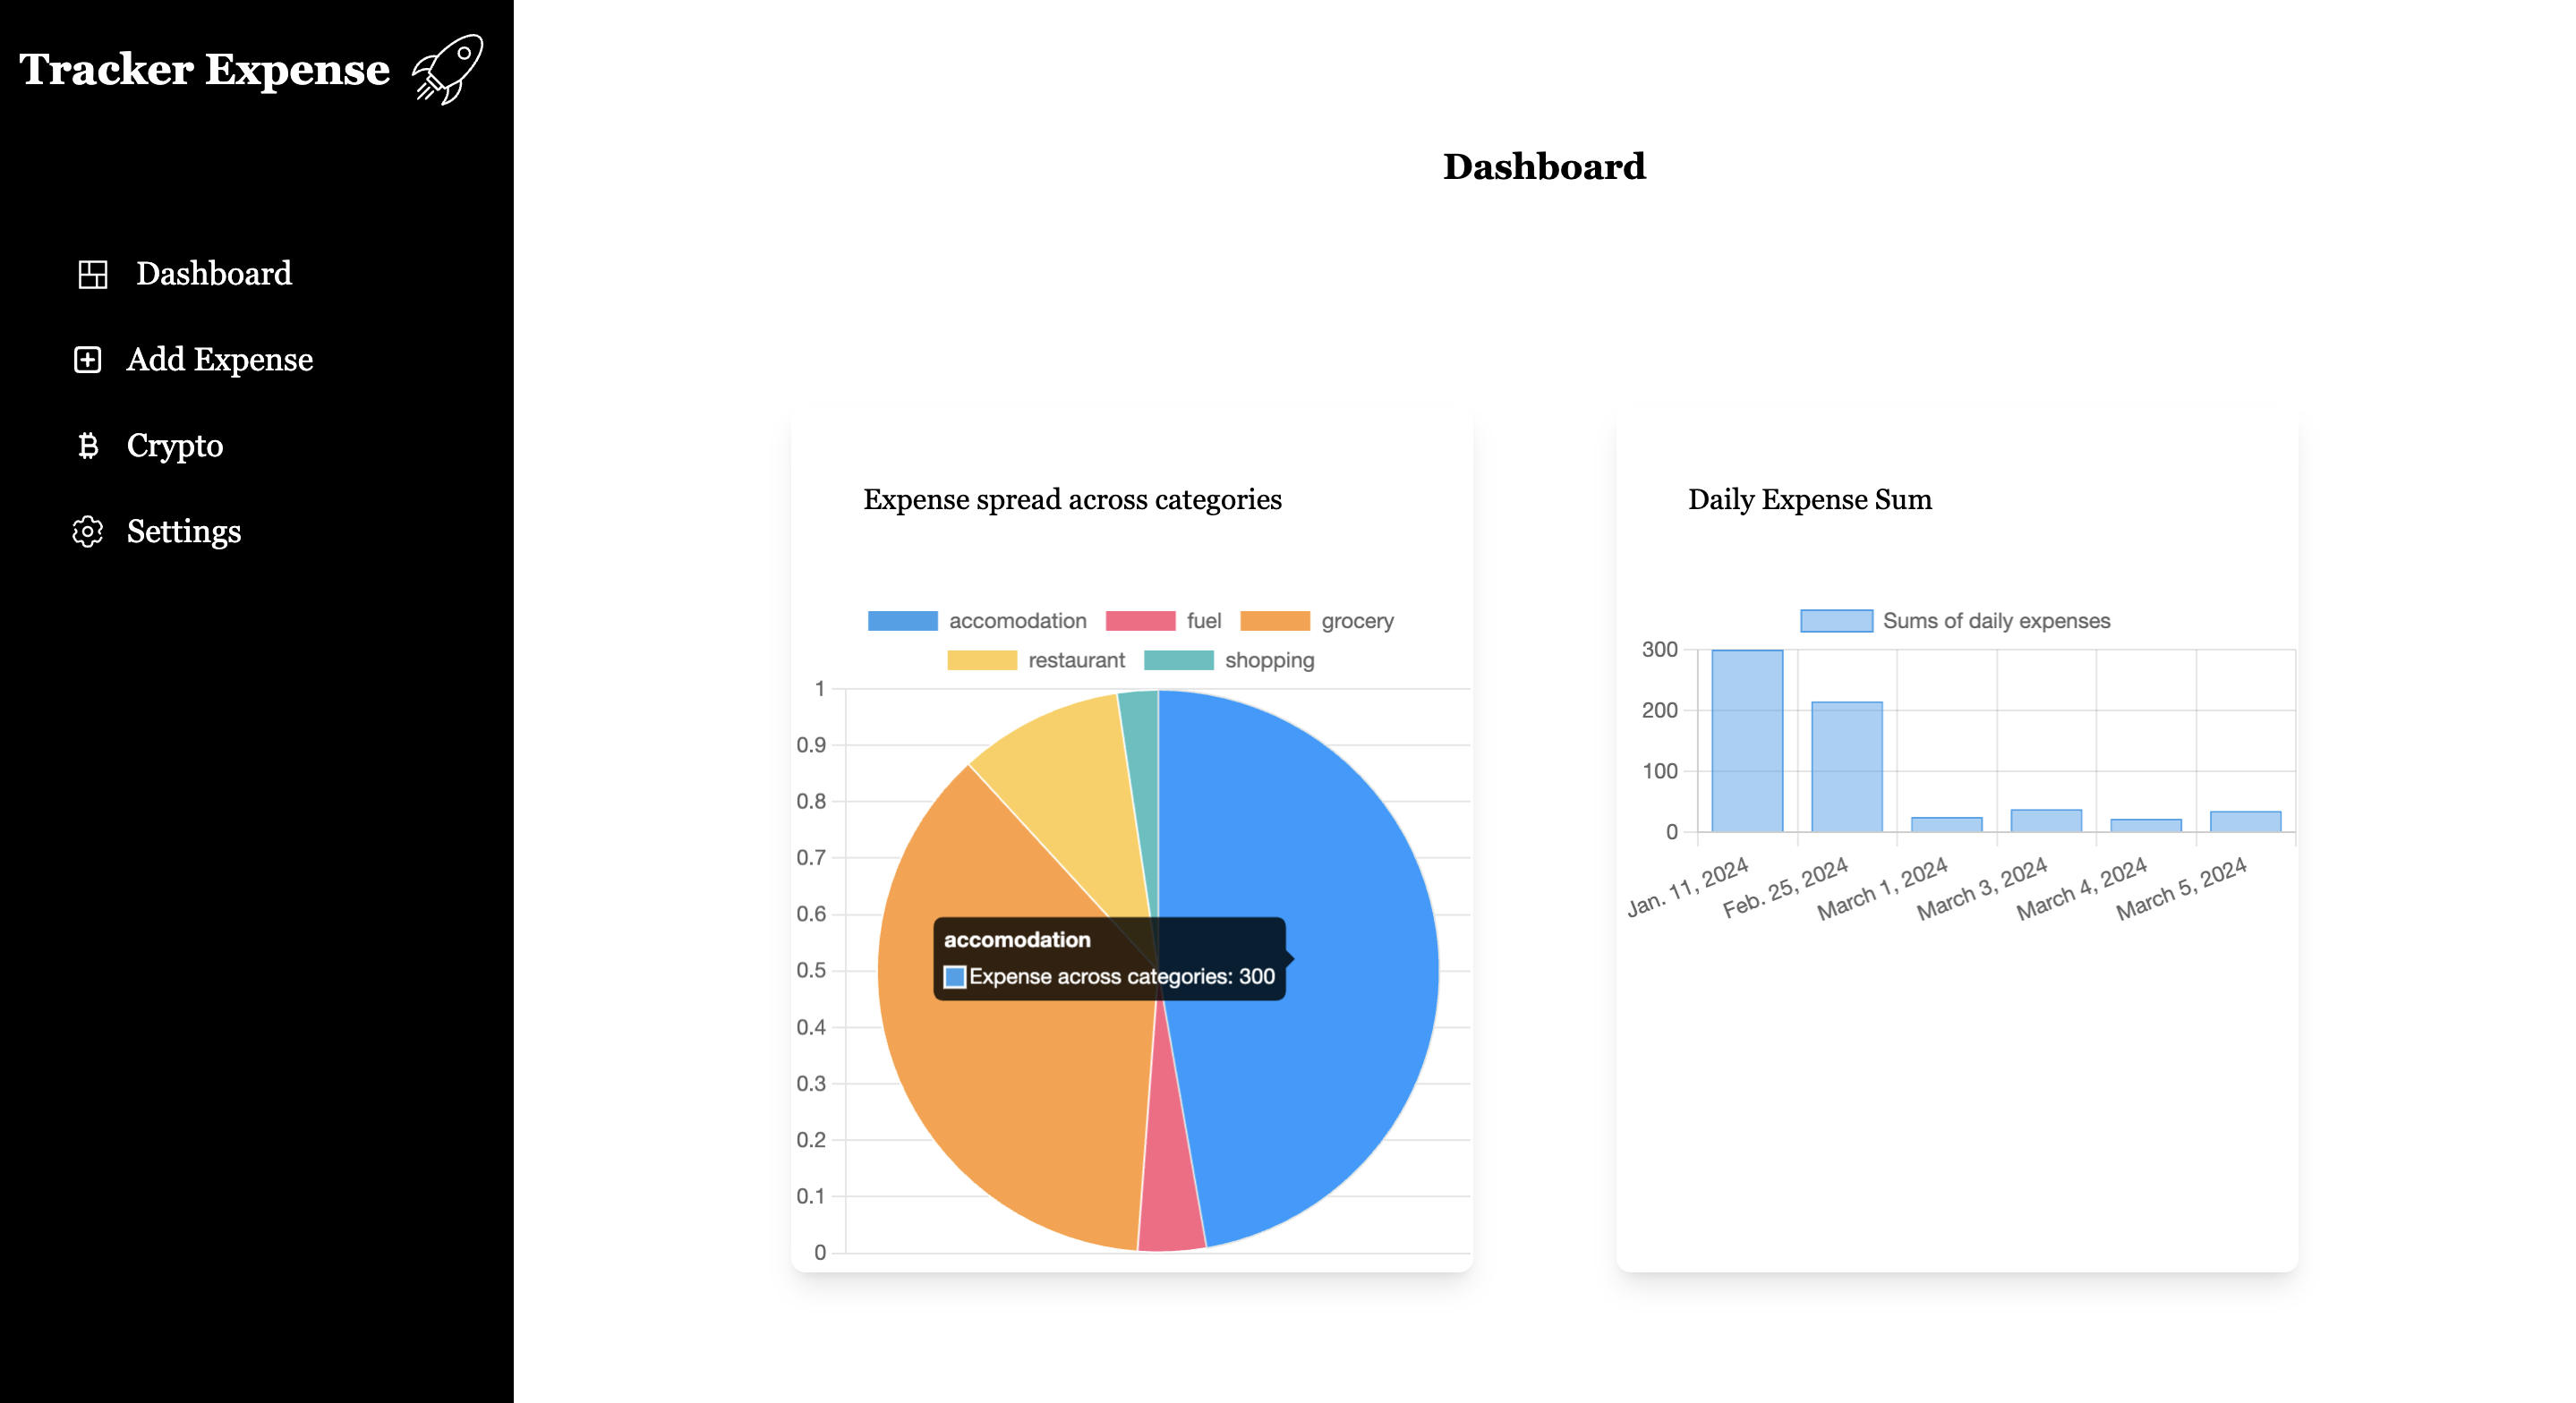 Tracker Expense
Dashboard
Add Expense
Crypto
Settings
Dashboard
Expense spread across categories
accomodation fuel grocery
restaurant shopping
1
0.9
0.8
0.7
0.6
0.5
0.4
0.3
0.2
0.1
0
accomodation
Expense across categories: 300
Daily Expense Sum
Sums of daily expenses
300
200
100
0
Jan. 11, 2024
Feb. 25, 2024
March 1, 2024
March 3, 2024
March 4, 2024
March 5, 2024